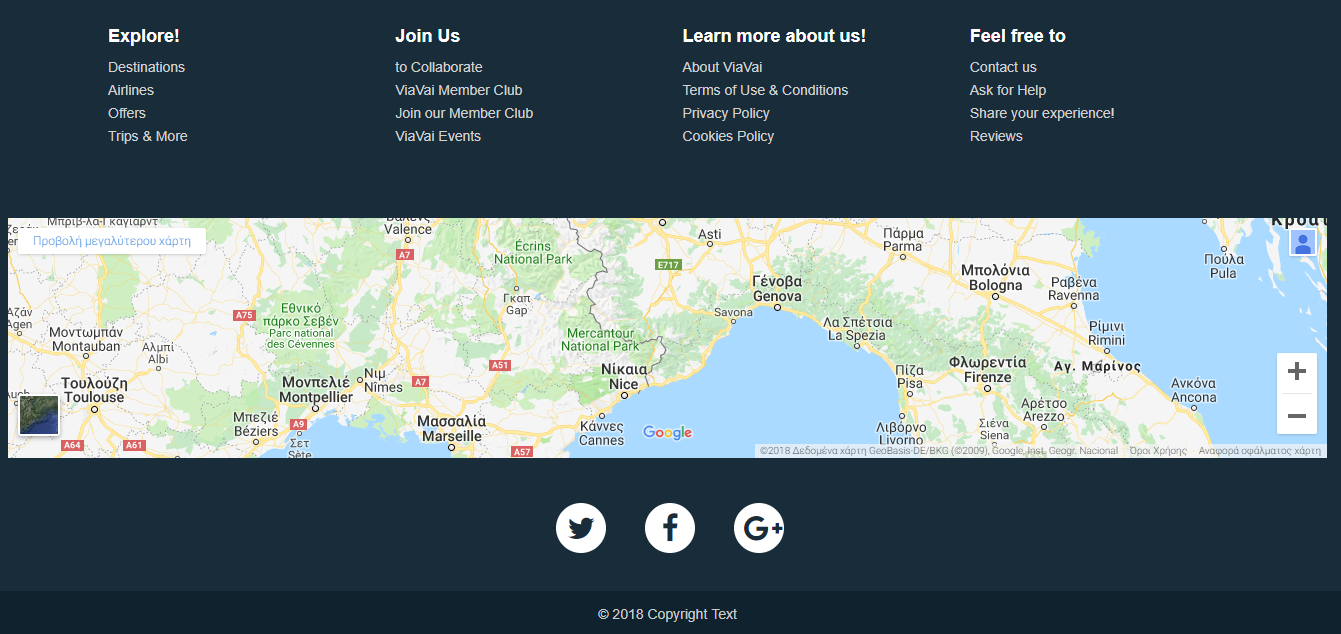 Explore!
Destinations
Airlines
Offers
Trips & More
Join Us
to Collaborate
ViaVai Member Club
Join our Member Club
ViaVai Events
Learn more about us!
About ViaVai
Terms of Use & Conditions
Privacy Policy
Cookies Policy
Feel free to
Contact us
Ask for Help
Share your experience!
Reviews
Προβολή μεγαλύτερου χάρτη
Valence
A7
Écrins
National Park
Asti
Πάρμα
Parma
E717
Γένοβα
Genova
Μπολόνια
Bologna
Ραβένα
Ravenna
Πούλα
Pula
Αζάν
Agen
A75
Εθνικό
πάρκο Σεβέν
Parc national
des Cévennes
Γκαπ
Gap
Savona
Λα Σπέτσια
La Spezia
Ρίμινι
Rimini
Μοντωμπάν
Montauban
Αλμπί
Albi
Mercantour
National Park
Τουλούζη
Toulouse
Μονπελιέ
Montpellier
Νιμ
Nîmes
A7
A51
Νίκαια
Nice
Πίζα
Pisa
Φλωρεντία
Firenze
Αγ. Μαρίνος
Ανκόνα
Ancona
Αρέτσο
Arezzo
Μπεζιέ
Béziers
A9
Σετ
Sète
Μασσαλία
Marseille
Κάννες
Cannes
Google
Λιβόρνο
Livorno
Σιένα
Siena
A64
A61
A57
©2018 Δεδομένα χάρτη GeoBasis-DE/BKG (©2009), Google, Inst. Geogr. Nacional
Όροι Χρήσης
Αναφορά σφάλματος χάρτη
G+
© 2018 Copyright Text